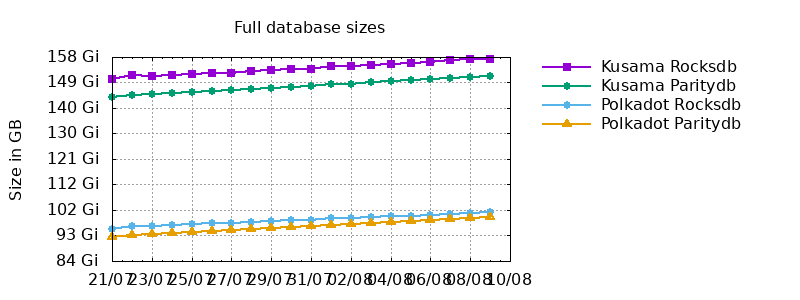 Full database sizes
158 Gi
149 Gi
140 Gi
130 Gi
121 Gi
112 Gi
102 Gi
93 Gi
84 Gi
Size in GB
21/07 23/07 25/07 27/07 29/07 31/07 02/08 04/08 06/08 08/08 10/08
Kusama Rocksdb
Kusama Paritydb
Polkadot Rocksdb
Polkadot Paritydb